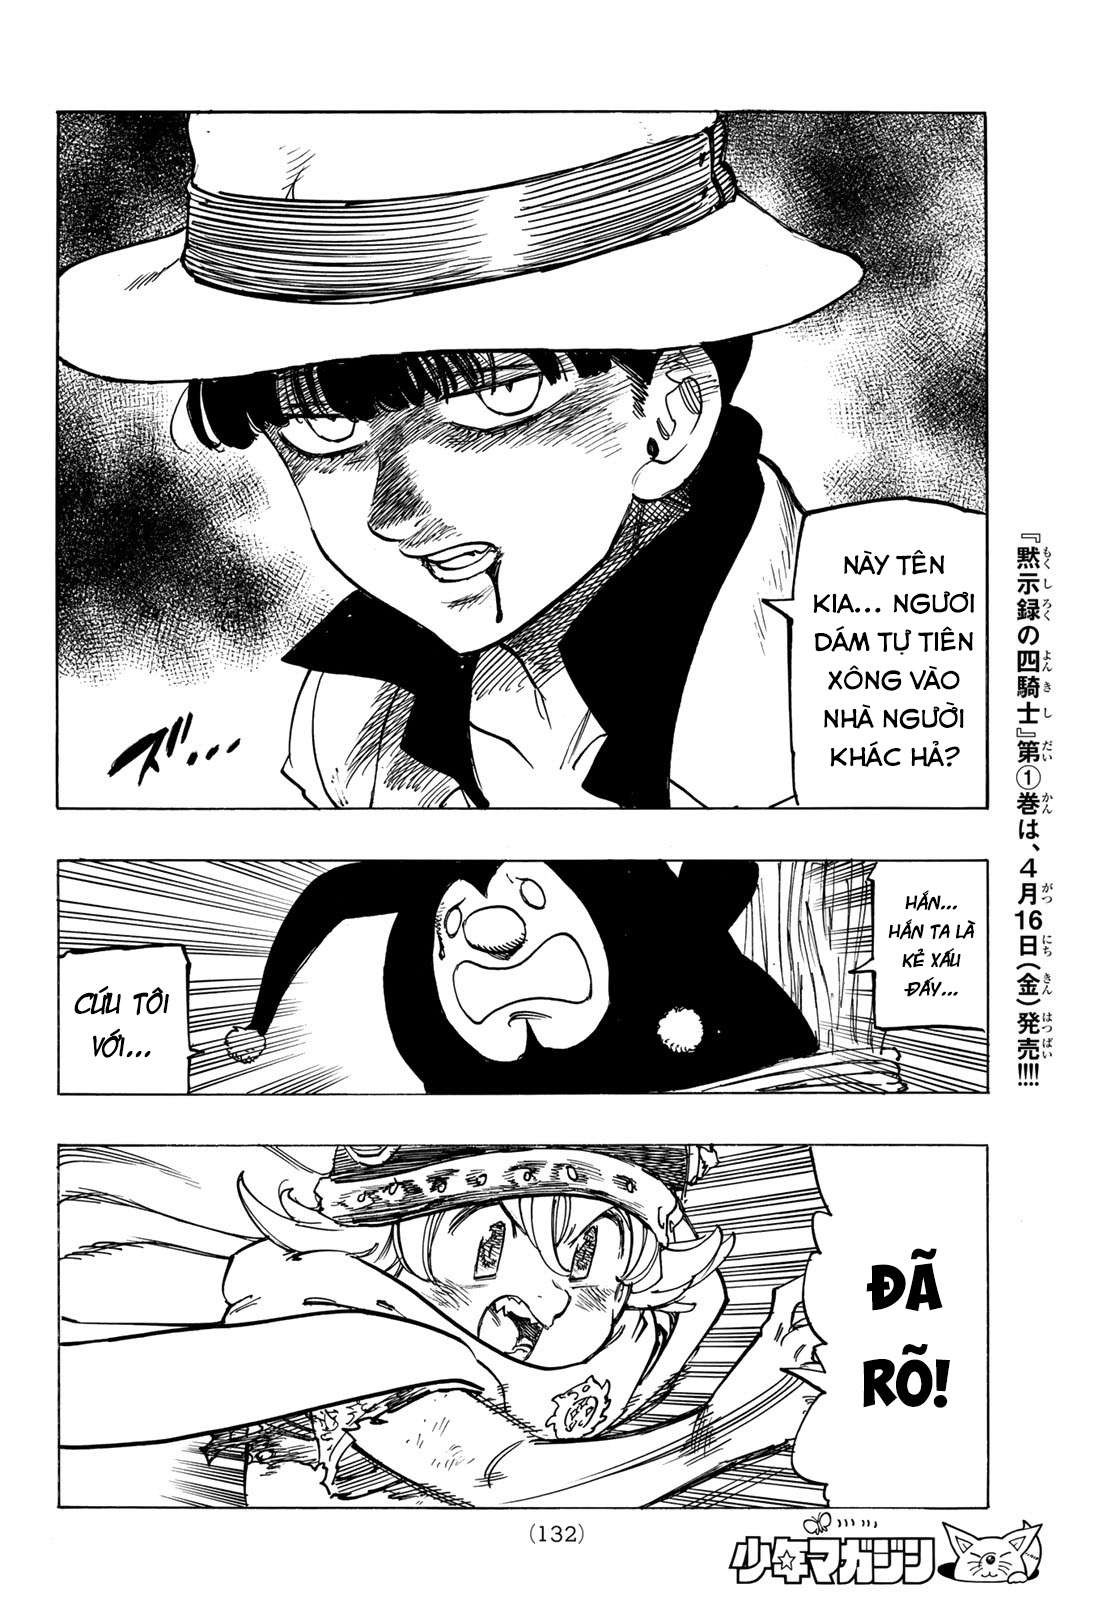 NÀY TÊN
KIA... NGƯƠI
DÁM TỰ TIỆN
XÔNG VÀO
NHÀ NGƯỜI
KHÁC HẢ?
ズ゙...
HẮN...
HẮN TA LÀ
KẺ XẤU
ĐẤY...
CỨU TÔI
VỚI...
ĐÃ
RÕ!
『黙示録の四騎士』第①巻は、4月16日(金)発売!!!!
(132)
少年マガジン